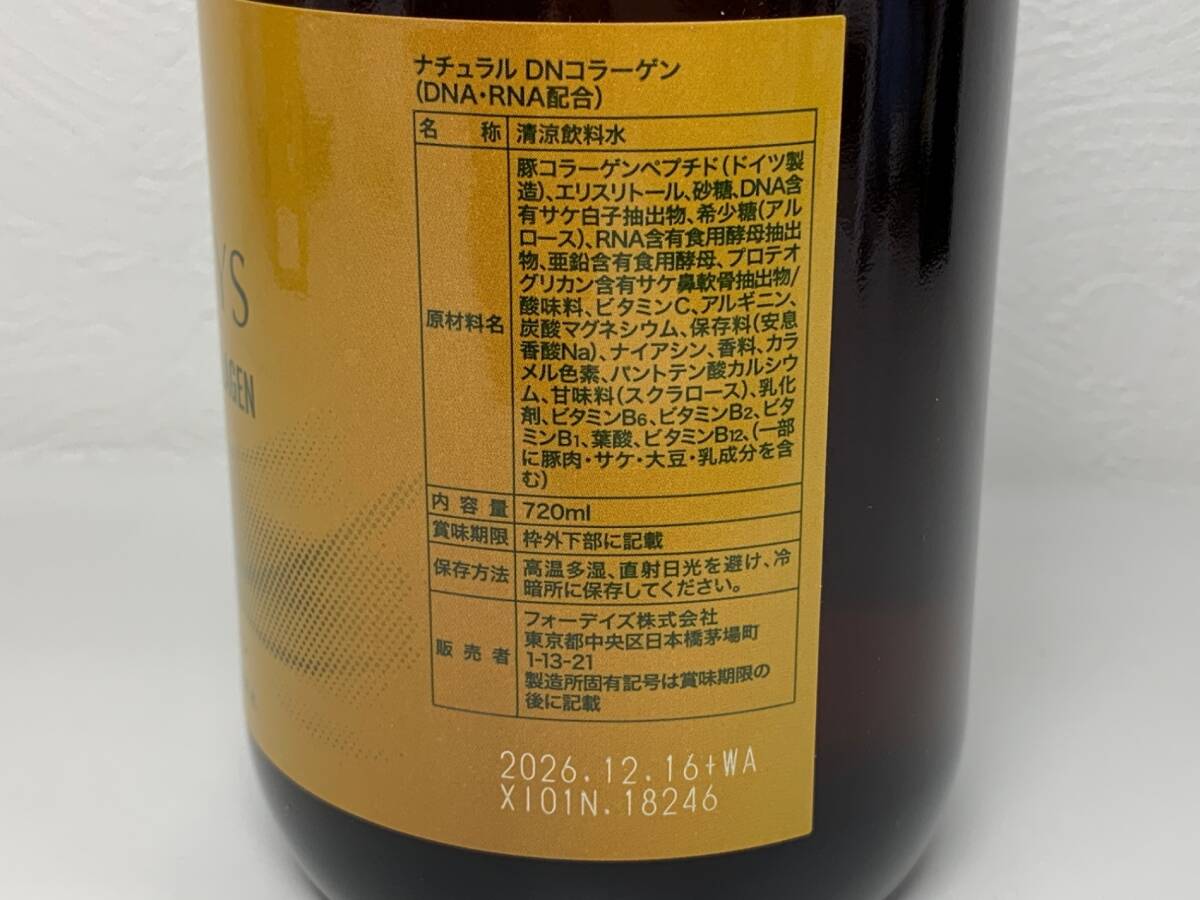 ナチュラル DNコラーゲン
(DNA・RNA配合)
名 称 清涼飲料水
原材料名
豚コラーゲンペプチド(ドイツ製
造)、エリスリトール、砂糖、DNA含
有サケ白子抽出物、希少糖(アル
ロース)、RNA含有食用酵母抽出
物、亜鉛含有食用酵母、プロテオ
グリカン含有サケ鼻軟骨抽出物/
酸味料、ビタミンC、アルギニン、
炭酸マグネシウム、保存料(安息
香酸Na)、ナイアシン、香料、カラ
メル色素、パントテン酸カルシウ
ム、甘味料(スクラロース)、乳化
剤、ビタミンB6、ビタミンB2、ビタ
ミンB1、葉酸、ビタミンB12、(一部
に豚肉・サケ・大豆・乳成分を含
む)
内容量 720ml
賞味期限 枠外下部に記載
保存方法
高温多湿、直射日光を避け、冷
暗所に保存してください。
販売者
フォーデイズ株式会社
東京都中央区日本橋茅場町
1-13-21
製造所固有記号は賞味期限の
後に記載
2026.12.16+WA
XI01N.18246
YS
AGEN